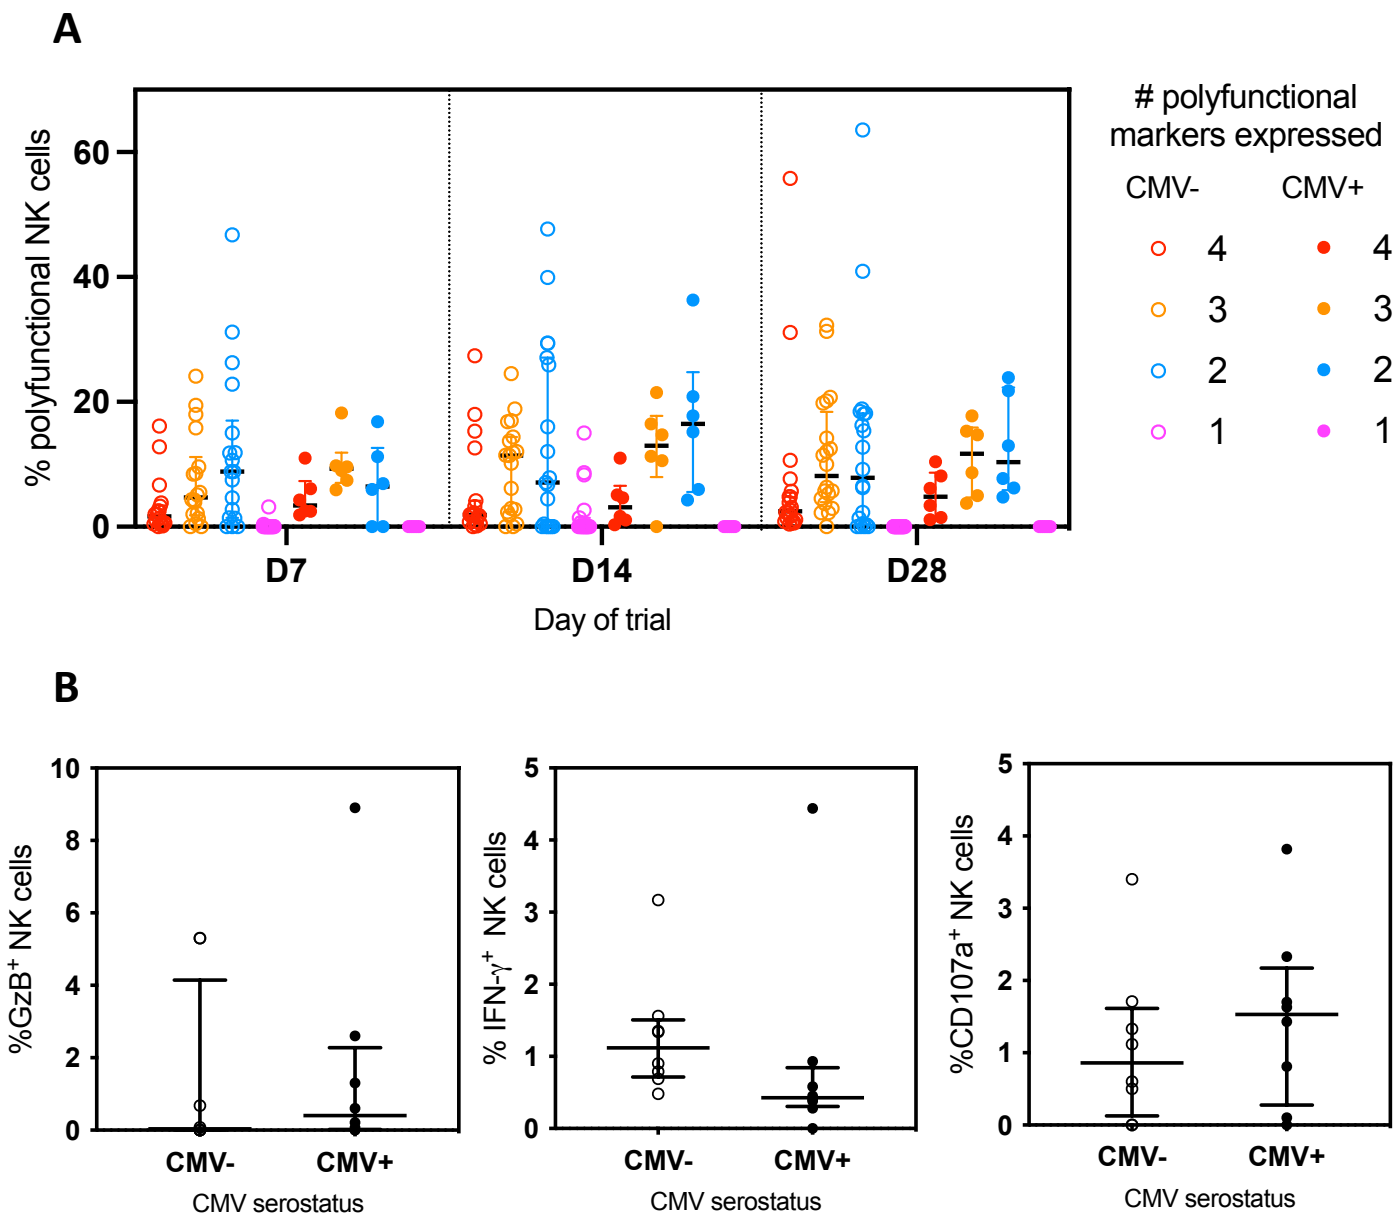 A
# polyfunctional
markers expressed
CMV- CMV+
4 4
3 3
2 2
1 1
% polyfunctional NK cells
60
40
20
0
D7 D14 D28
Day of trial
B
%GzB+ NK cells
10
8
6
4
2
0
CMV- CMV+
CMV serostatus
% IFN-γ+ NK cells
5
4
3
2
1
0
CMV- CMV+
CMV serostatus
%CD107a+ NK cells
5
4
3
2
1
0
CMV- CMV+
CMV serostatus